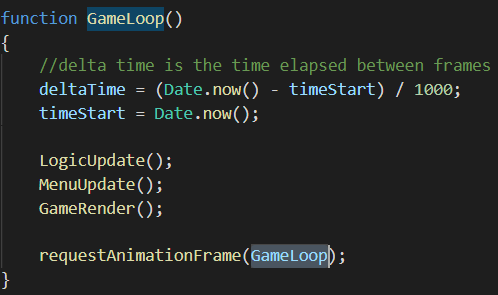 function GameLoop()
{
//delta time is the time elapsed between frames
deltaTime = (Date.now() - timeStart) / 1000;
timeStart = Date.now();
LogicUpdate();
MenuUpdate();
GameRender();
requestAnimationFrame(GameLoop);
}